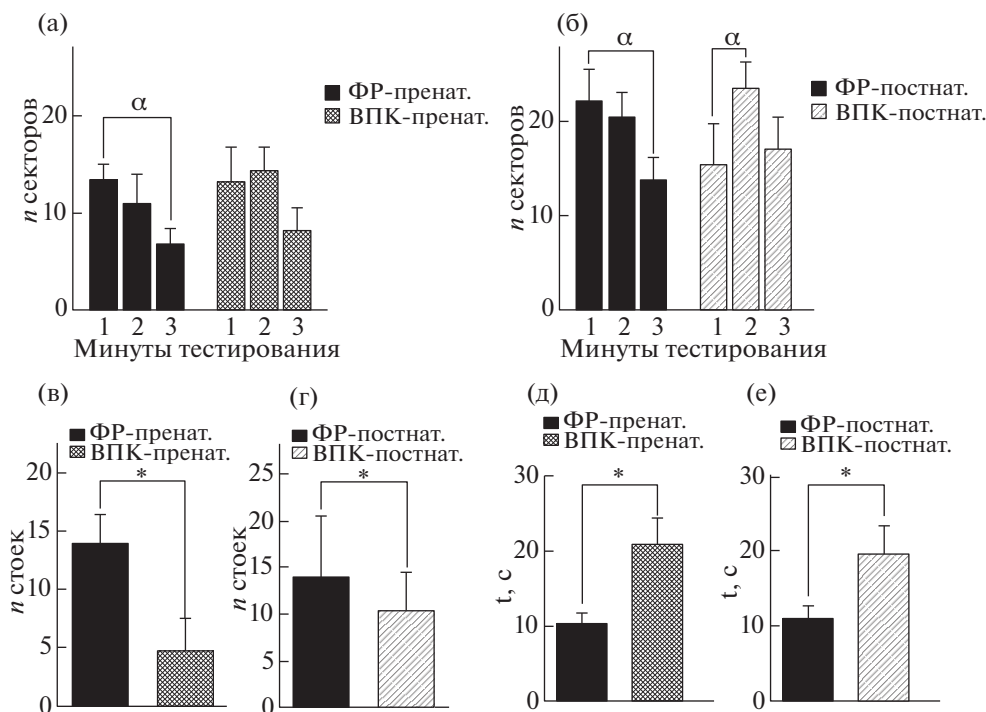 (а)
α
ФР-пренат.
ВПК-пренат.
n секторов
20
10
0
1 2 3 1 2 3
Минуты тестирования
(б)
α α
ФР-постнат.
ВПК-постнат.
n секторов
20
10
0
1 2 3 1 2 3
Минуты тестирования
(в)
ФР-пренат.
ВПК-пренат.
*
n стоек
20
15
10
5
0
(г)
ФР-постнат.
ВПК-постнат.
*
n стоек
25
20
15
10
5
0
(д)
ФР-пренат.
ВПК-пренат.
*
t, с
30
20
10
0
(е)
ФР-постнат.
ВПК-постнат.
*
t, с
30
20
10
0